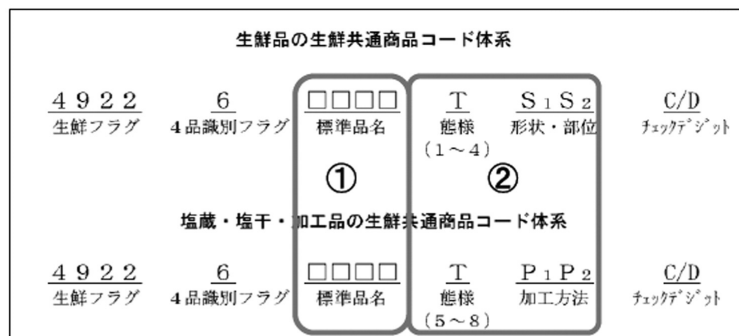 生鮮品の生鮮共通商品コード体系
4922 6 □□□□ T S1S2 C/D
生鮮フラグ 4品識別フラグ 標準品名 態様 形状・部位 チェックデジット
(1～4)
① ②
塩蔵・塩干・加工品の生鮮共通商品コード体系
4922 6 □□□□ T P1P2 C/D
生鮮フラグ 4品識別フラグ 標準品名 態様 加工方法 チェックデジット
(5～8)